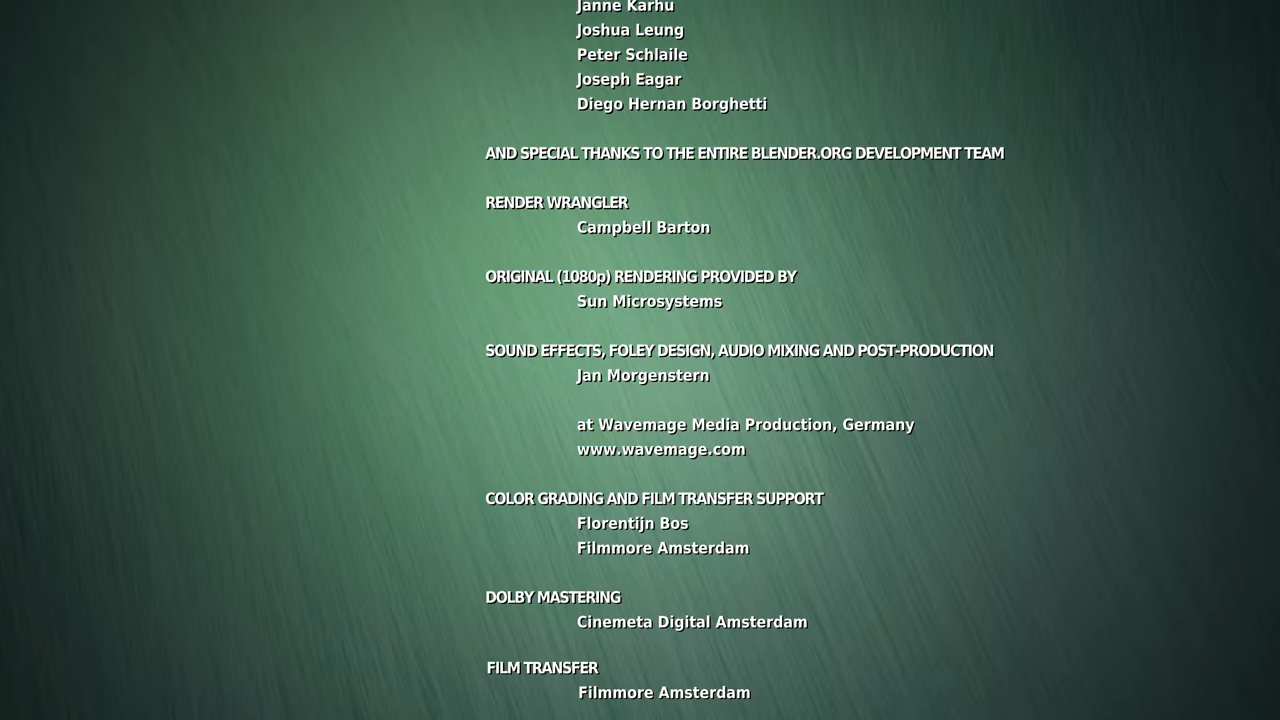 Janne Karhu
Joshua Leung
Peter Schlaile
Joseph Eagar
Diego Hernan Borghetti
AND SPECIAL THANKS TO THE ENTIRE BLENDER.ORG DEVELOPMENT TEAM
RENDER WRANGLER
Campbell Barton
ORIGINAL (1080p) RENDERING PROVIDED BY
Sun Microsystems
SOUND EFFECTS, FOLEY DESIGN, AUDIO MIXING AND POST-PRODUCTION
Jan Morgenstern
at Wavemage Media Production, Germany
www.wavemage.com
COLOR GRADING AND FILM TRANSFER SUPPORT
Florentijn Bos
Filmmore Amsterdam
DOLBY MASTERING
Cinemeta Digital Amsterdam
FILM TRANSFER
Filmmore Amsterdam